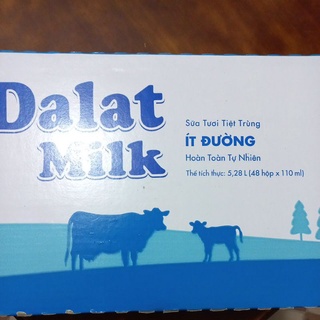 Dalat
Milk
Sữa Tươi Tiệt Trùng
ÍT ĐƯỜNG
Hoàn Toàn Tự Nhiên
Thể tích thực: 5,28 L (48 hộp x 110 ml)